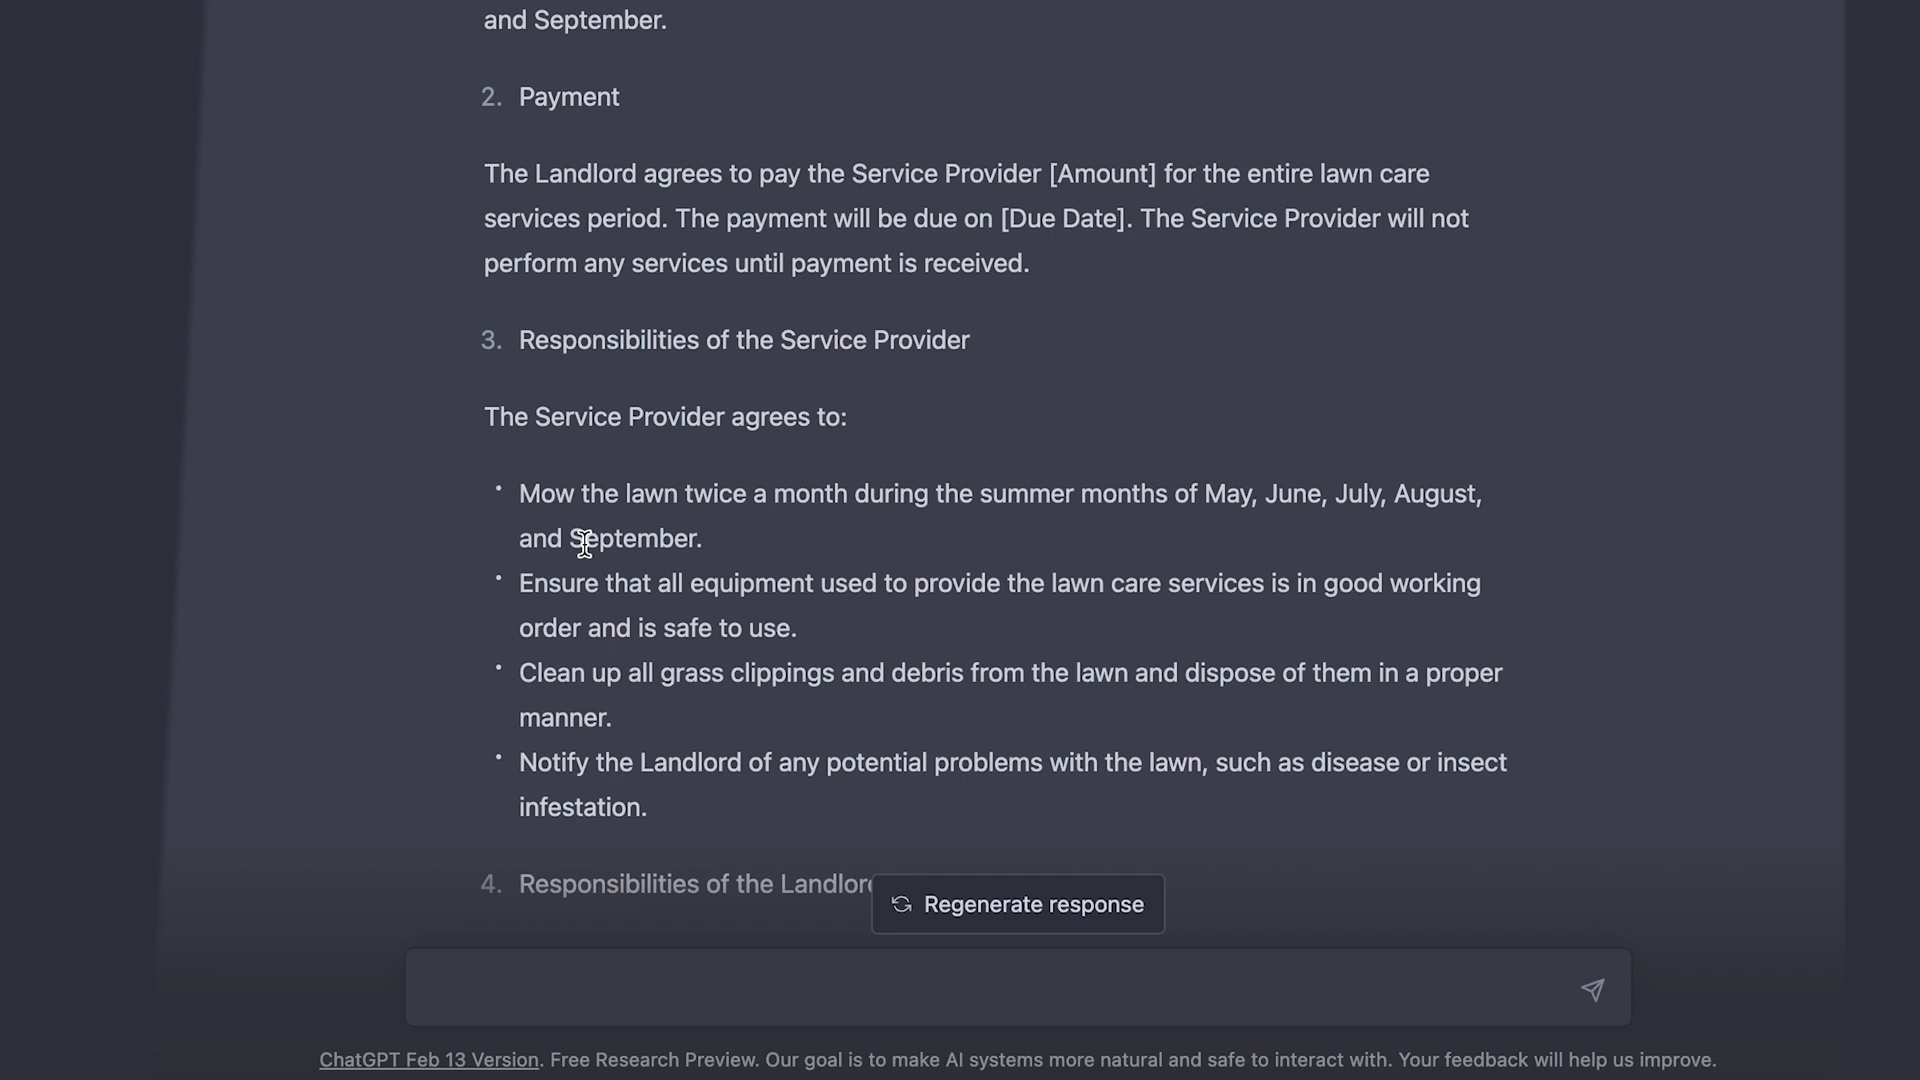 and September.
2. Payment
The Landlord agrees to pay the Service Provider [Amount] for the entire lawn care
services period. The payment will be due on [Due Date]. The Service Provider will not
perform any services until payment is received.
3. Responsibilities of the Service Provider
The Service Provider agrees to:
• Mow the lawn twice a month during the summer months of May, June, July, August,
and September.
• Ensure that all equipment used to provide the lawn care services is in good working
order and is safe to use.
• Clean up all grass clippings and debris from the lawn and dispose of them in a proper
manner.
• Notify the Landlord of any potential problems with the lawn, such as disease or insect
infestation.
4. Responsibilities of the Landlord
Regenerate response
ChatGPT Feb 13 Version. Free Research Preview. Our goal is to make AI systems more natural and safe to interact with. Your feedback will help us improve.